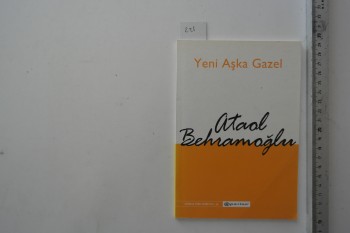 Yeni Aşka Gazel
Ataol
Behramoğlu